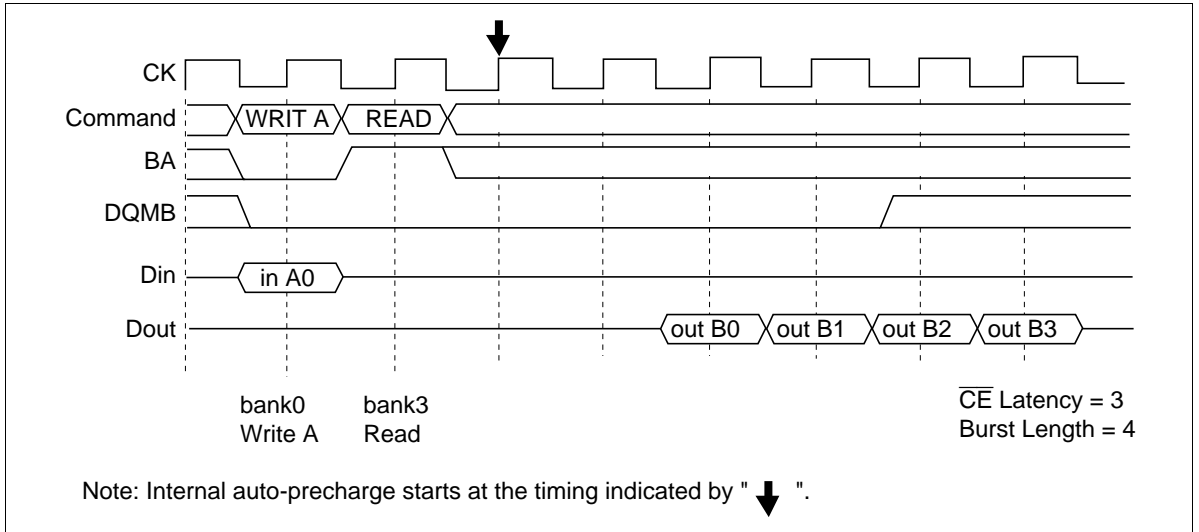 CK
Command WRIT A READ
BA
DQMB
Din in A0
Dout out B0 out B1 out B2 out B3
bank0 bank3 CE Latency = 3
Write A Read Burst Length = 4
Note: Internal auto-precharge starts at the timing indicated by " ".